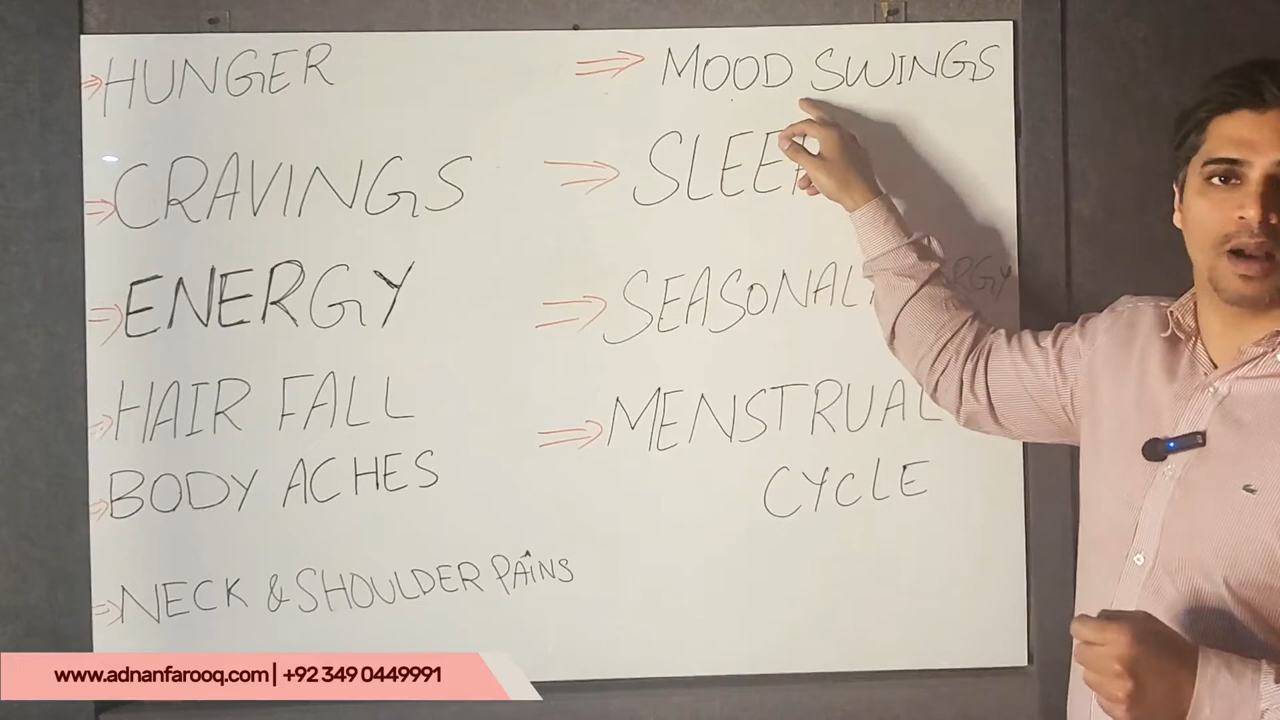 HUNGER
CRAVINGS
ENERGY
HAIR FALL
BODY ACHES
NECK & SHOULDER PAINS
MOOD SWINGS
SLEEP
SEASONAL
MENSTRUAL
CYCLE
www.adnanfarooq.com | +92 349 0449991